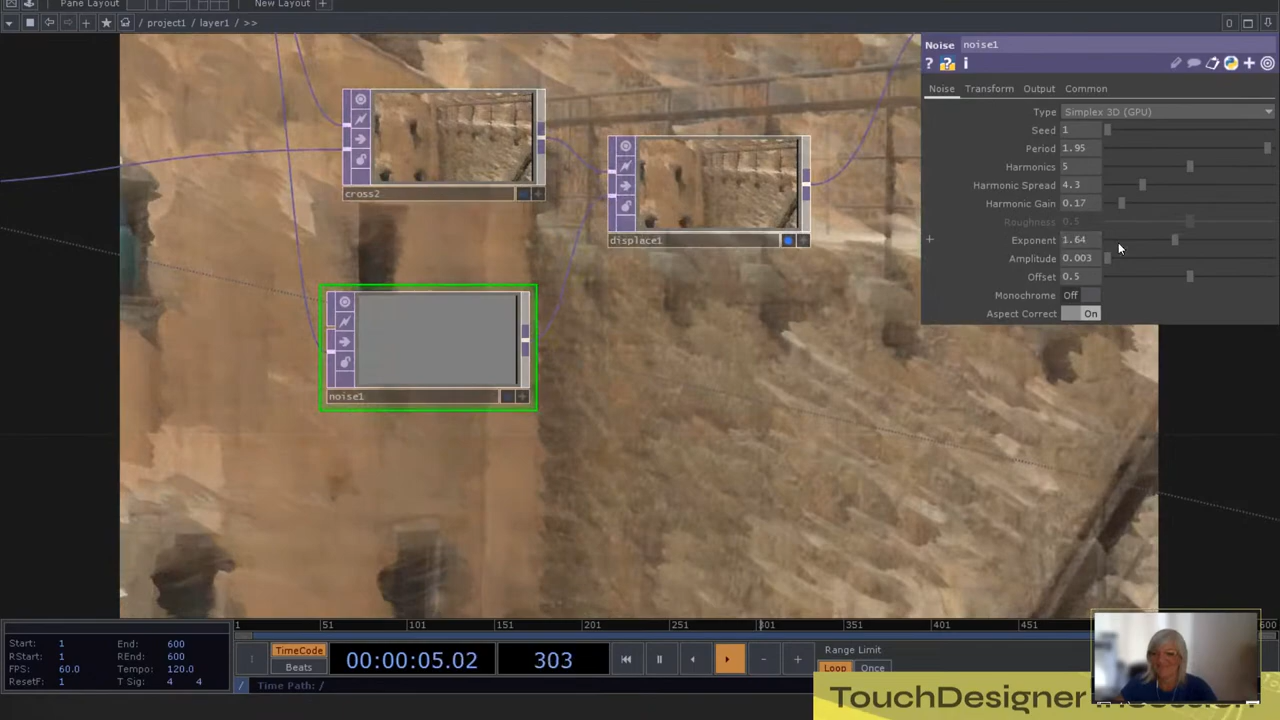 Pane Layout
New Layout
/ project1 / layer1 / >>
0
Noise noise1
? ? i
Noise Transform Output Common
Type Simplex 3D (GPU)
Seed 1
Period 1.95
Harmonics 5
Harmonic Spread 4.3
Harmonic Gain 0.17
Roughness 0.5
Exponent 1.64
Amplitude 0.003
Offset 0.5
Monochrome Off
Aspect Correct On
cross2
displace1
noise1
1 51 101 151 201 251 301 351 401 451 600
Start: 1 End: 600
RStart: 1 REnd: 600
FPS: 60.0 Tempo: 120.0
ResetF: 1 T Sig: 4 4
TimeCode
Beats
00:00:05.02
303
Range Limit
Loop Once
/ Time Path: /
TouchDesigner